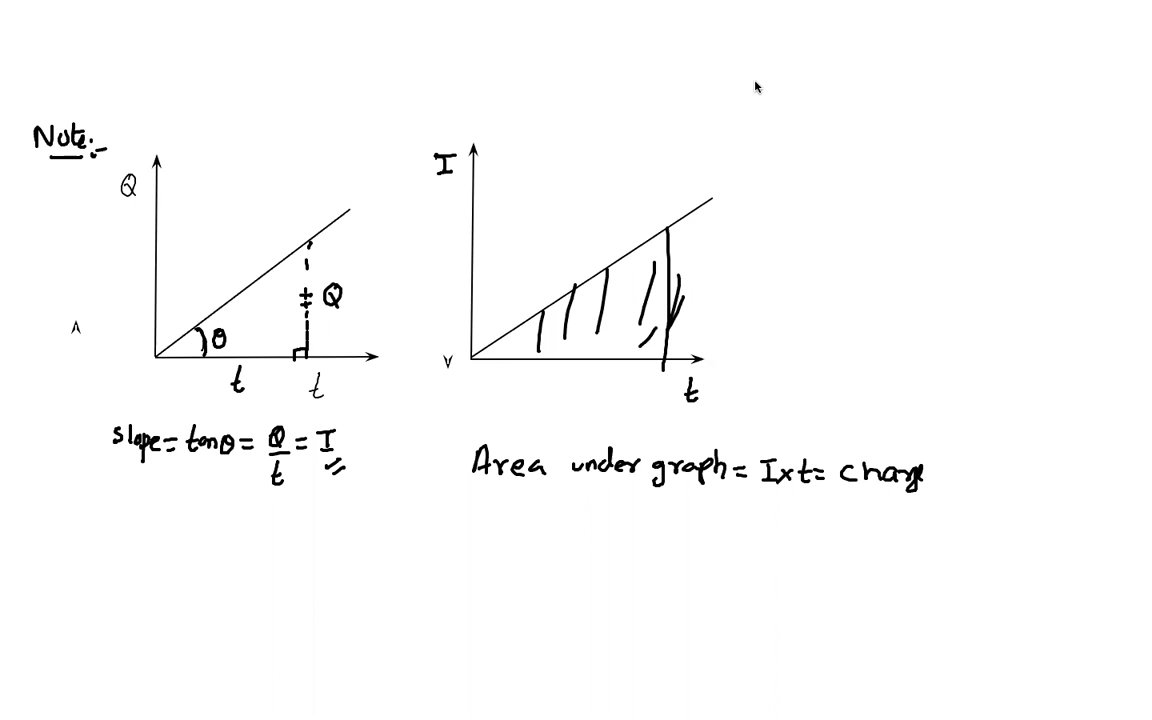 Note:-
Q
I
Q
θ
t
t
t
slope = tanθ = Q/t = I
Area under graph = I×t = charge